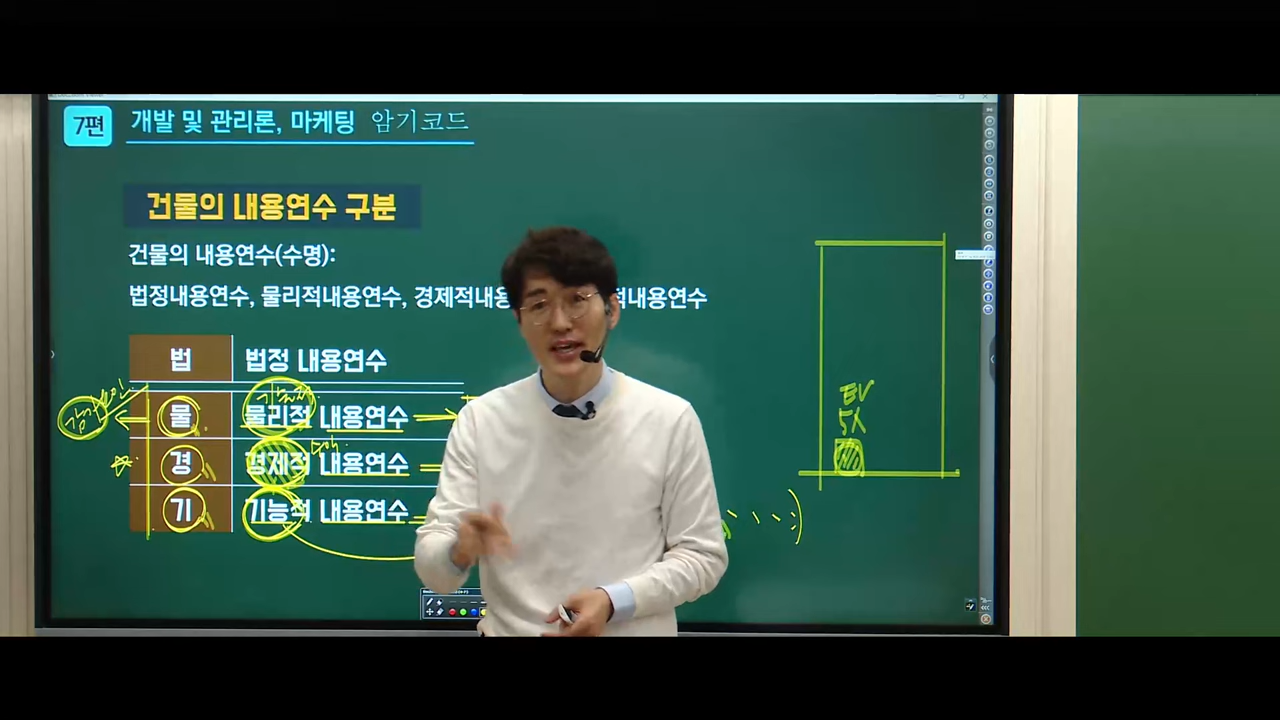 7편 개발 및 관리론, 마케팅 암기코드
건물의 내용연수 구분
건물의 내용연수(수명):
법정내용연수, 물리적내용연수, 경제적내용 적내용연수
법 법정 내용연수
물 물리적 내용연수
경 경제적 내용연수
기 기능적 내용연수
EV
5大